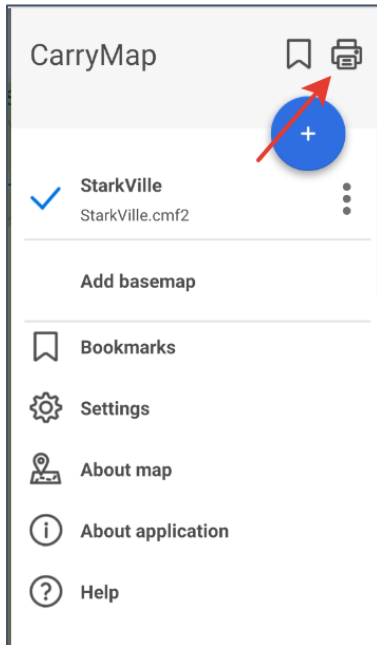 CarryMap
StarkVille
StarkVille.cmf2
Add basemap
Bookmarks
Settings
About map
About application
Help